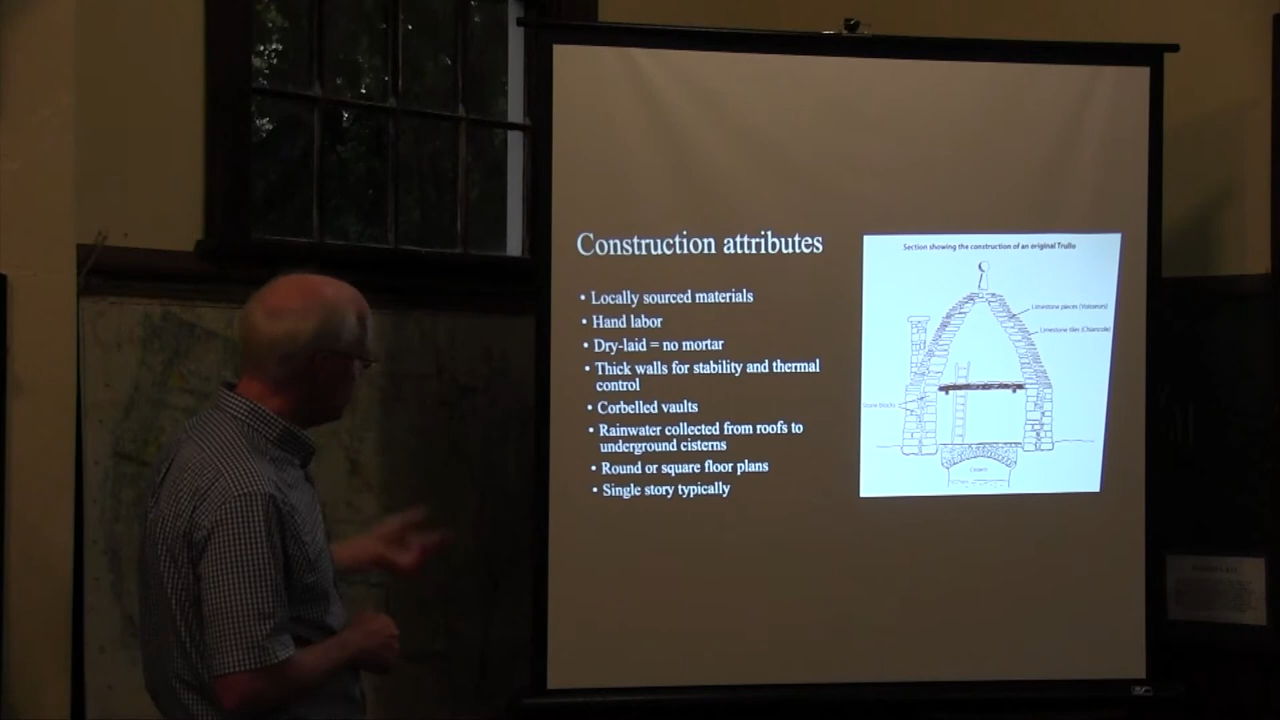 Construction attributes
• Locally sourced materials
• Hand labor
• Dry-laid = no mortar
• Thick walls for stability and thermal
control
• Corbelled vaults
• Rainwater collected from roofs to
underground cisterns
• Round or square floor plans
• Single story typically
Section showing the construction of an original Trullo
Limestone pieces (Voissours)
Limestone tiles (Chiancole)
Stone blocks
Cistern